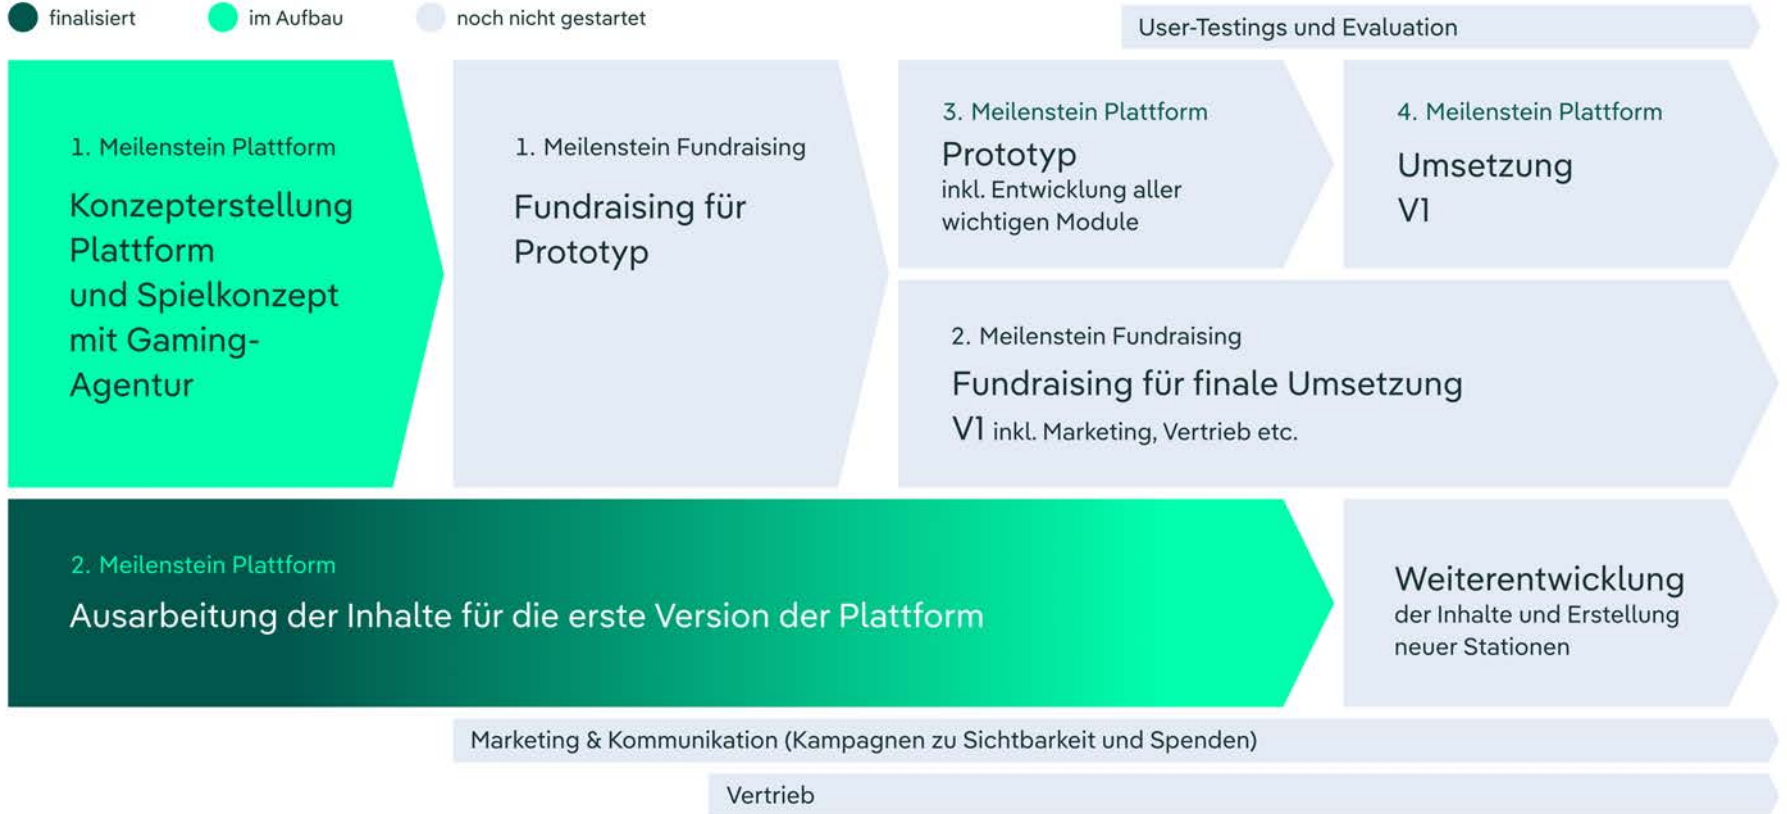 finalisiert
im Aufbau
noch nicht gestartet
User-Testings und Evaluation
1. Meilenstein Plattform
Konzepterstellung
Plattform
und Spielkonzept
mit Gaming-
Agentur
1. Meilenstein Fundraising
Fundraising für
Prototyp
3. Meilenstein Plattform
Prototyp
inkl. Entwicklung aller
wichtigen Module
4. Meilenstein Plattform
Umsetzung
V1
2. Meilenstein Fundraising
Fundraising für finale Umsetzung
V1 inkl. Marketing, Vertrieb etc.
2. Meilenstein Plattform
Ausarbeitung der Inhalte für die erste Version der Plattform
Weiterentwicklung
der Inhalte und Erstellung
neuer Stationen
Marketing & Kommunikation (Kampagnen zu Sichtbarkeit und Spenden)
Vertrieb